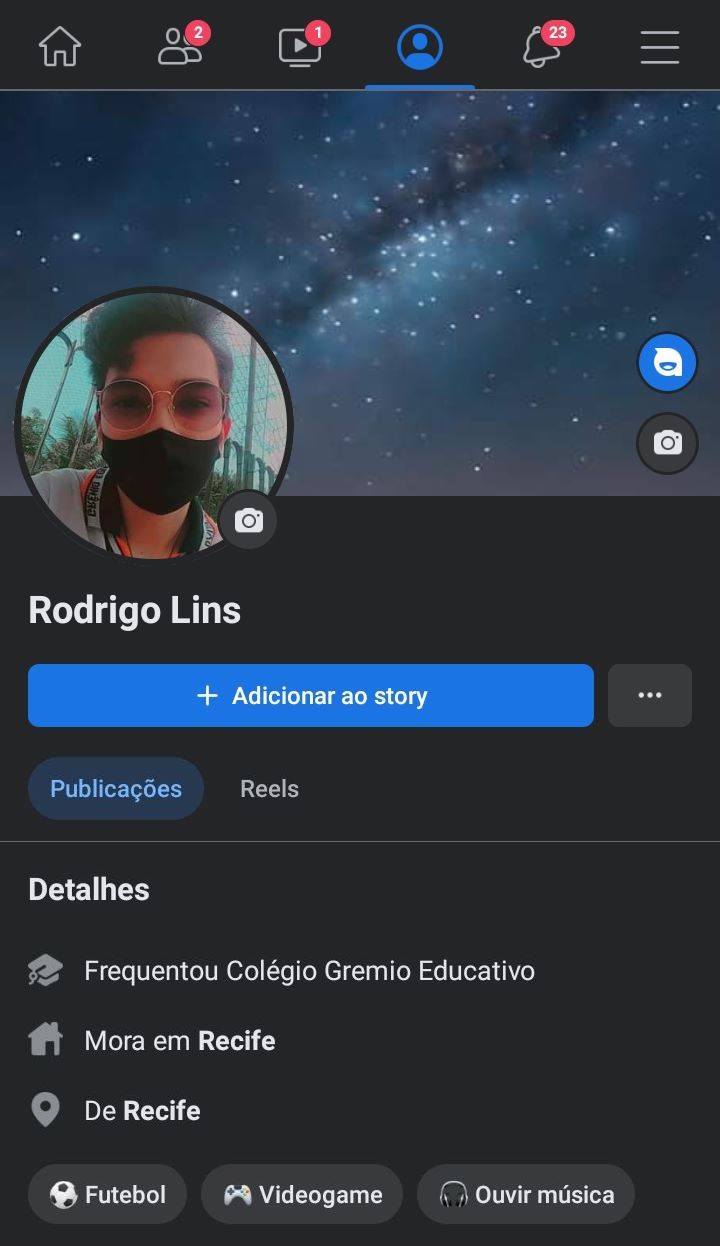 2
1
23
Rodrigo Lins
+ Adicionar ao story
Publicações Reels
Detalhes
Frequentou Colégio Gremio Educativo
Mora em Recife
De Recife
Futebol Videogame Ouvir música